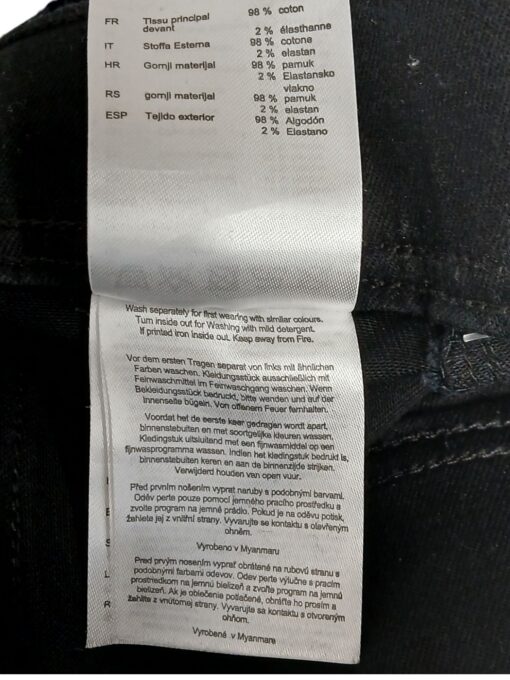 98 % coton
FR Tissu principal devant
2 % élasthanne
IT Stoffa Esterna 98 % cotone
2 % elastan
HR Gornji materijal 98 % pamuk
2 % Elastansko vlakno
RS gornji materijal 98 % pamuk
2 % elastan
ESP Tejido exterior 98 % Algodón
2 % Elastano
Wash separately for first wearing with similar colours.
Turn inside out for Washing with mild detergent.
If printed iron inside out. Keep away from Fire.
Vor dem ersten Tragen separat von links mit ähnlichen
Farben waschen. Kleidungsstück ausschließlich mit
Feinwaschmittel im Feinwaschgang waschen. Wenn
Bekleidungsstück bedruckt, bitte wenden und auf der
Innenseite bügeln. Von offenem Feuer fernhalten.
Voordat het de eerste keer gedragen wordt apart,
binnenstebuiten en met soortgelijke kleuren wassen.
Kledingstuk uitsluitend met een fijnwasmiddel op een
fijnwasprogramma wassen. Indien het kledingstuk bedrukt is,
binnenstebuiten keren en aan de binnenzijde strijken.
Verwijderd houden van open vuur.
Před prvním nošením vyprat naruby s podobnými barvami.
Oděv perte pouze pomocí jemného pracího prostředku a
zvolte program na jemné prádlo. Pokud je na oděvu potisk,
žehlete jej z vnitřní strany. Vyvarujte se kontaktu s otevřeným
ohněm.
Vyrobeno v Myanmaru
Pred prvým nosením vyprať obrátené na rubovú stranu s
podobnými farbami odevov. Odev perte výlučne s pracím
prostriedkom na jemnú bielizeň a zvoľte program na jemnú
bielizeň. Ak je oblečenie potlačené, obráťte ho prosím a
žehlite z vnútornej strany. Vyvarujte sa kontaktu s otvoreným
ohňom.
Vyrobené v Myanmare